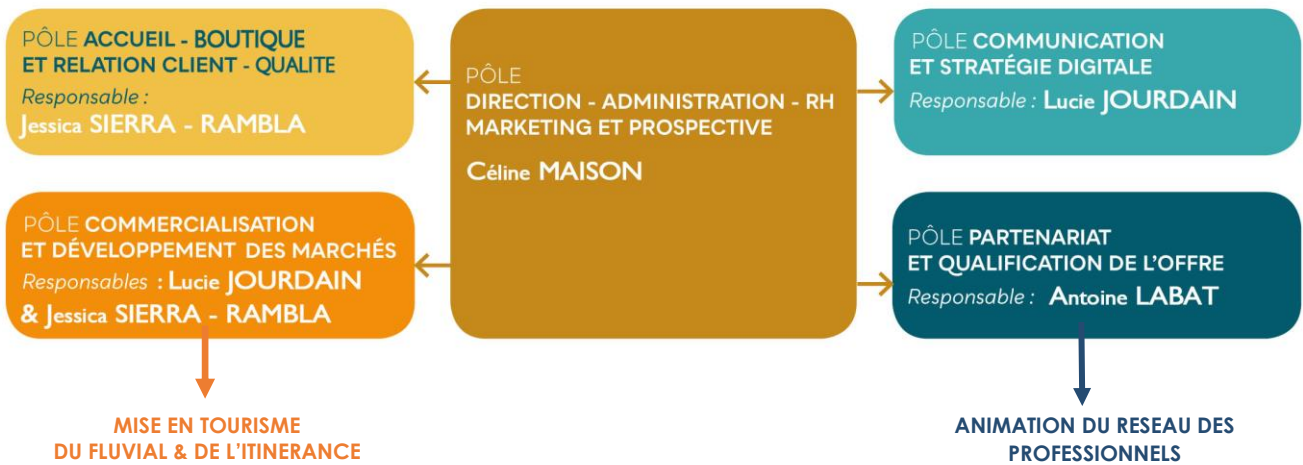 PÔLE ACCUEIL - BOUTIQUE
ET RELATION CLIENT - QUALITE
Responsable :
Jessica SIERRA - RAMBLA
PÔLE
DIRECTION - ADMINISTRATION - RH
MARKETING ET PROSPECTIVE
Céline MAISON
PÔLE COMMUNICATION
ET STRATÉGIE DIGITALE
Responsable : Lucie JOURDAIN
PÔLE COMMERCIALISATION
ET DÉVELOPPEMENT DES MARCHÉS
Responsables : Lucie JOURDAIN
& Jessica SIERRA - RAMBLA
PÔLE PARTENARIAT
ET QUALIFICATION DE L'OFFRE
Responsable : Antoine LABAT
MISE EN TOURISME
DU FLUVIAL & DE L'ITINERANCE
ANIMATION DU RESEAU DES
PROFESSIONNELS